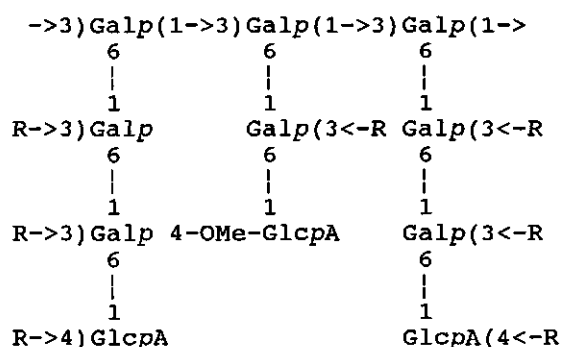 ->3)Galp(1->3)Galp(1->3)Galp(1->
6 6 6
1 1 1
R->3)Galp Galp(3<-R Galp(3<-R
6 6 6
1 1 1
R->3)Galp 4-OMe-GlcpA Galp(3<-R
6 6
1 1
R->4)GlcpA GlcpA(4<-R